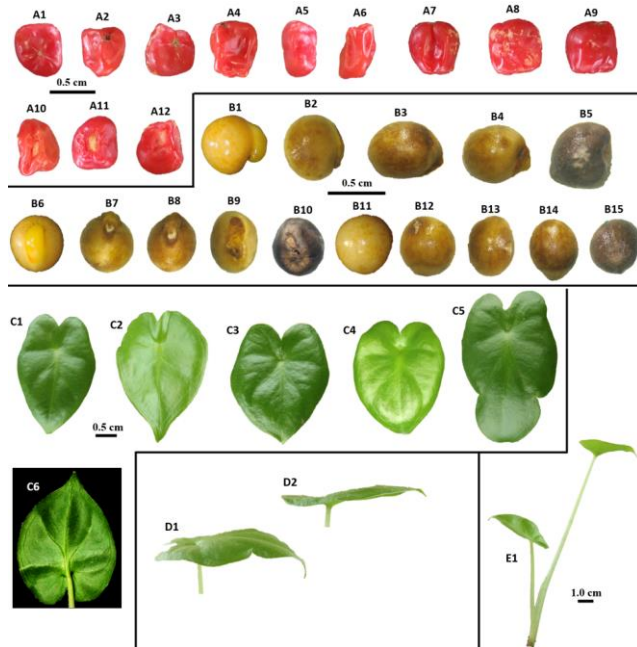 A1 A2 A3 A4 A5 A6 A7 A8 A9
0.5 cm
A10 A11 A12
B1 B2 B3 B4 B5
0.5 cm
B6 B7 B8 B9 B10 B11 B12 B13 B14 B15
C1 C2 C3 C4 C5
0.5 cm
C6
D1 D2
E1
1.0 cm